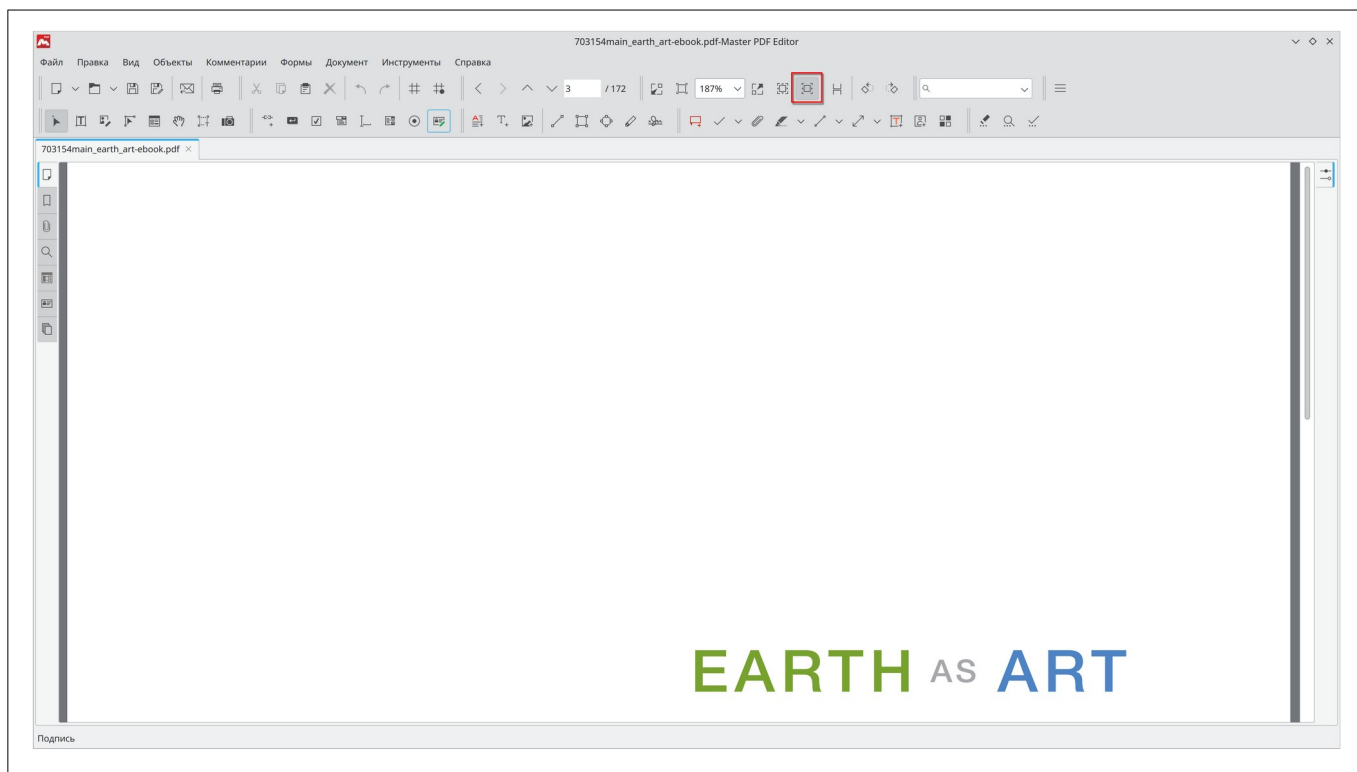 703154main_earth_art-ebook.pdf-Master PDF Editor
Файл Правка Вид Объекты Комментарии Формы Документ Инструменты Справка
3 / 172 187%
703154main_earth_art-ebook.pdf
EARTH AS ART
Подпись